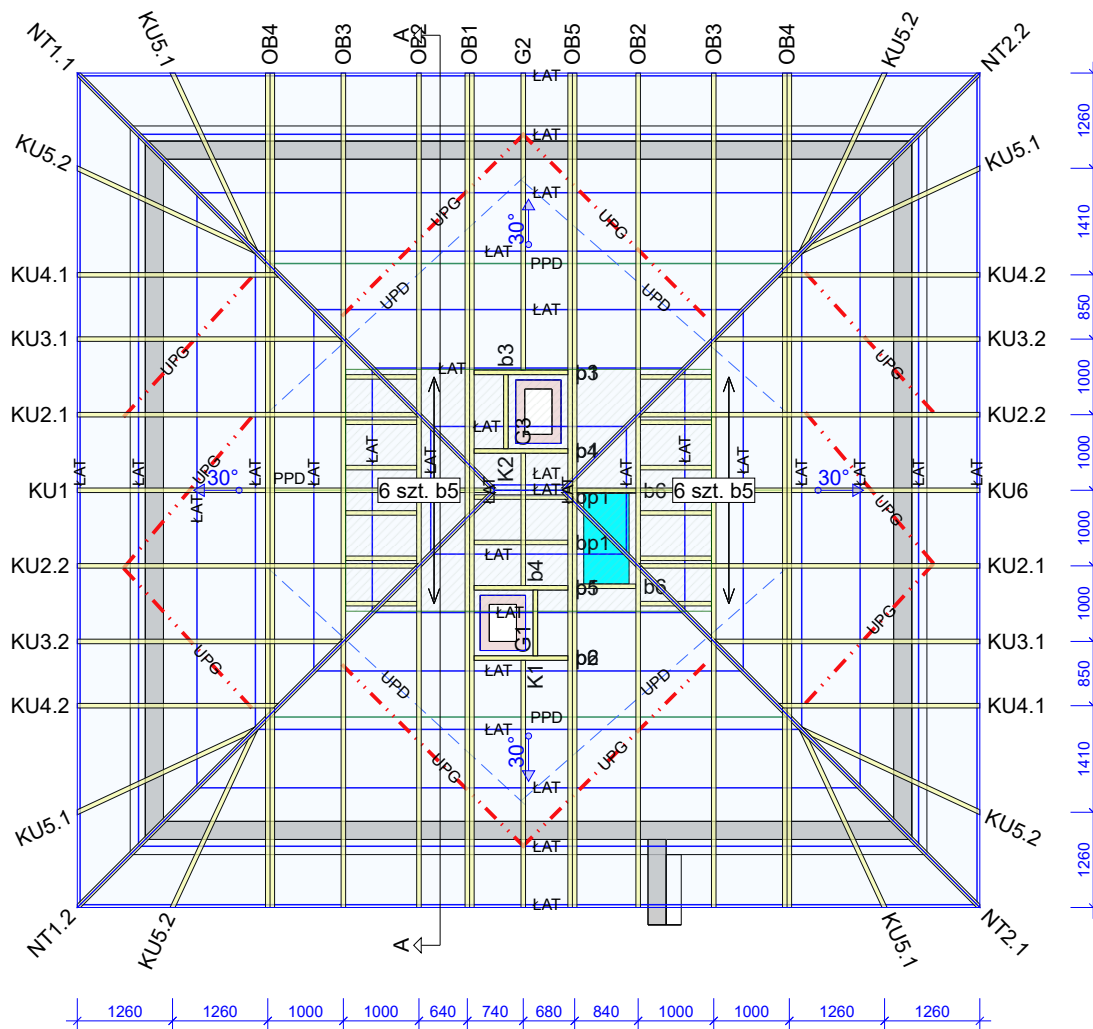 NT1.1
KU5.1
OB4
OB3
OB2
OB1
G2
OB5
OB2
OB3
OB4
KU5.2
NT2.2
A
ŁAT
1260
ŁAT
KU5.2
KU5.1
ŁAT
UPG
UPG
1410
30°
ŁAT
PPD
KU4.1
KU4.2
UPD
UPD
ŁAT
850
KU3.1
KU3.2
UPG
UPG
b3
ŁAT
b3
p1
1000
KU2.1
KU2.2
ŁAT
G3
b4
p4
1000
UPG
ŁAT
ŁAT
ŁAT
ŁAT
ŁAT
ŁAT
ŁAT
ŁAT
K2
ŁAT
ŁAT
ŁAT
ŁAT
ŁAT
ŁAT
KU1
30°
PPD
6 szt. b5
ŁAT
b6
6 szt. b5
30°
KU6
ŁAT
bp1
UPG
1000
bp1
ŁAT
KU2.2
b4
KU2.1
b5
b6
1000
ŁAT
G1
KU3.2
KU3.1
UPG
UPG
b6
b2
ŁAT
K1
850
UPD
UPD
KU4.2
PPD
KU4.1
ŁAT
30°
UPG
UPG
1410
ŁAT
KU5.1
KU5.2
ŁAT
1260
ŁAT
NT1.2
KU5.2
A
KU5.1
NT2.1
1260
1260
1000
1000
640
740
680
840
1000
1000
1260
1260